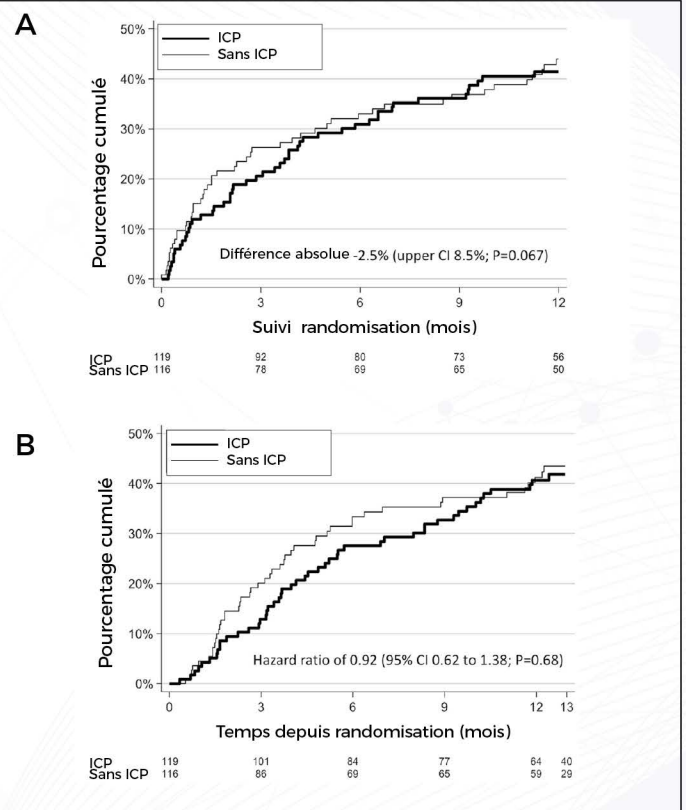 A
50%
ICP
Sans ICP
40%
30%
20%
10%
0%
Pourcentage cumulé
Différence absolue -2.5% (upper CI 8.5%; P=0.067)
0 3 6 9 12
Suivi randomisation (mois)
ICP 119 92 80 73 56
Sans ICP 116 78 69 65 50
B
50%
ICP
Sans ICP
40%
30%
20%
10%
0%
Pourcentage cumulé
Hazard ratio of 0.92 (95% CI 0.62 to 1.38; P=0.68)
0 3 6 9 12 13
Temps depuis randomisation (mois)
ICP 119 101 84 77 64 40
Sans ICP 116 86 69 65 59 29